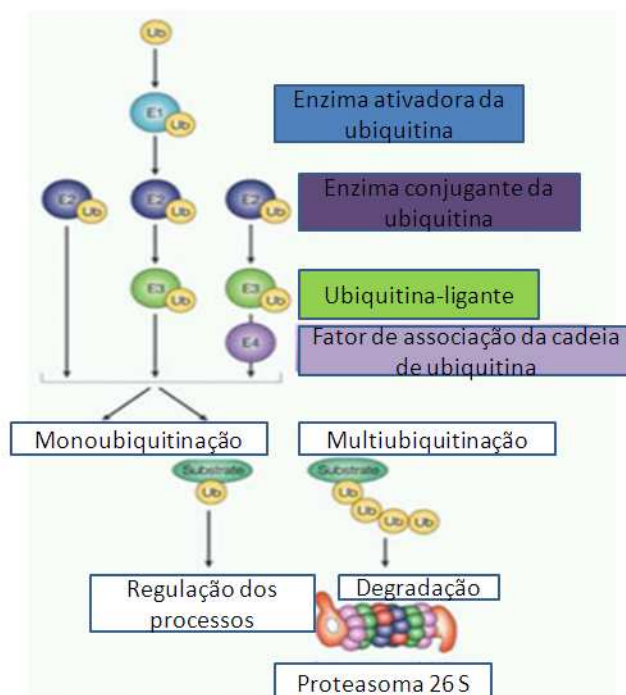 Ub
E1
Ub
Enzima ativadora da
ubiquitina
E2
Ub
E2
Ub
E2
Ub
Enzima conjugante da
ubiquitina
E3
Ub
E3
Ub
Ubiquitina-ligante
E4
Fator de associação da cadeia
de ubiquitina
Monoubiquitinação
Multiubiquitinação
Substrate
Ub
Substrate
Ub
Ub
Ub
Ub
Regulação dos
processos
Degradação
Proteasoma 26 S